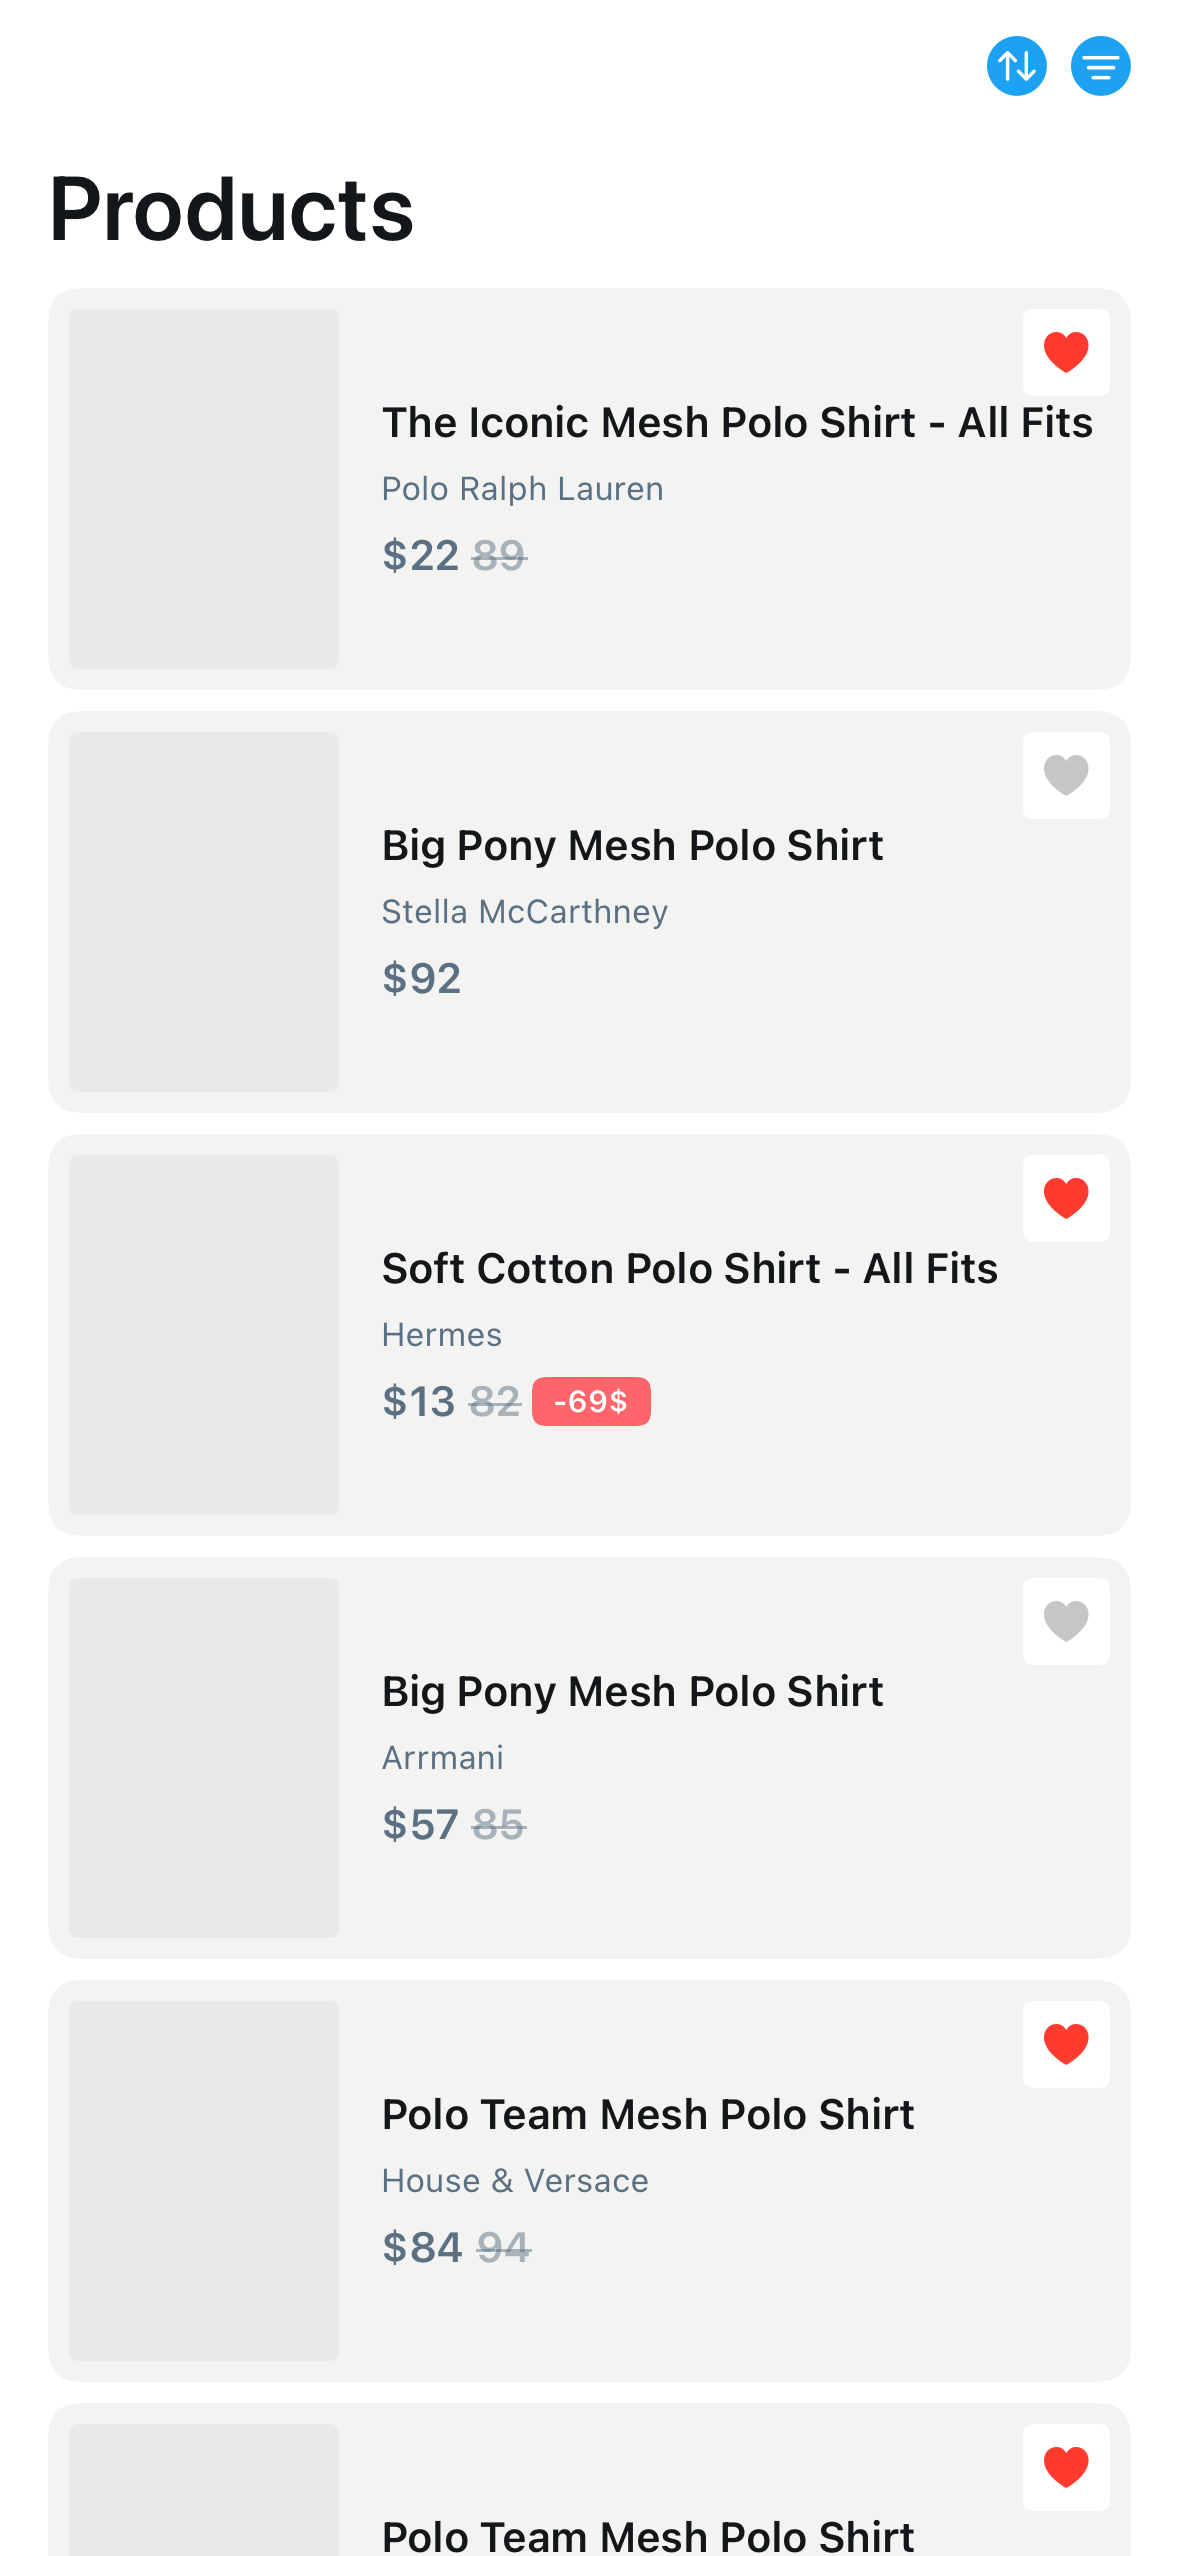 Products
The Iconic Mesh Polo Shirt - All Fits
Polo Ralph Lauren
$22 89
Big Pony Mesh Polo Shirt
Stella McCarthney
$92
Soft Cotton Polo Shirt - All Fits
Hermes
$13 82 -69$
Big Pony Mesh Polo Shirt
Arrmani
$57 85
Polo Team Mesh Polo Shirt
House & Versace
$84 94
Polo Team Mesh Polo Shirt